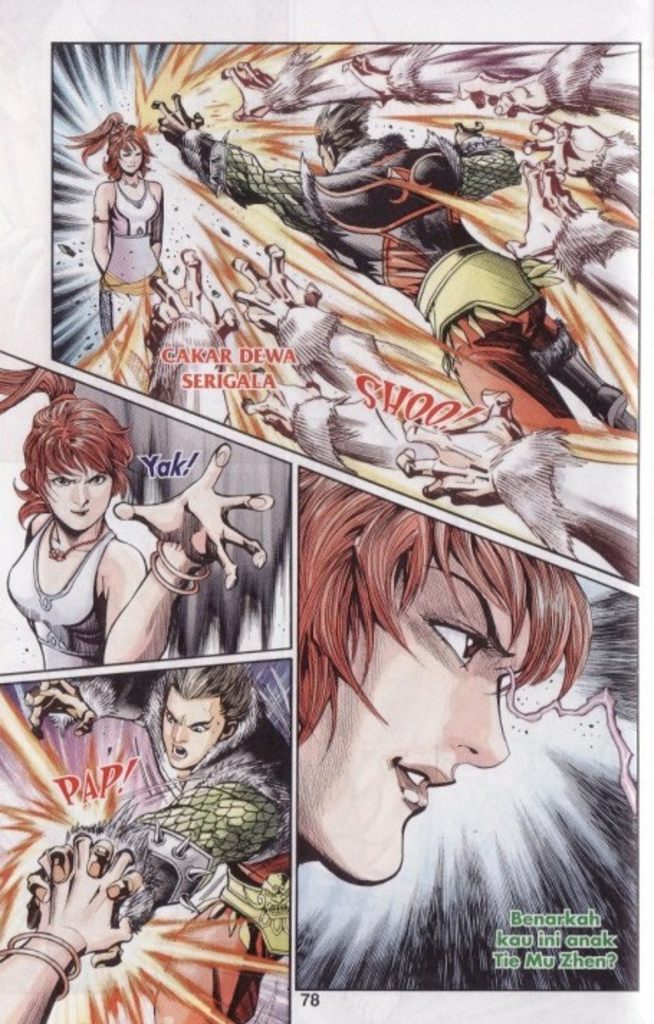 CAKAR DEWA
SERIGALA
SHOO!
Yak!
PAP!
Benarkah
kau ini anak
Tie Mu Zhen?
78